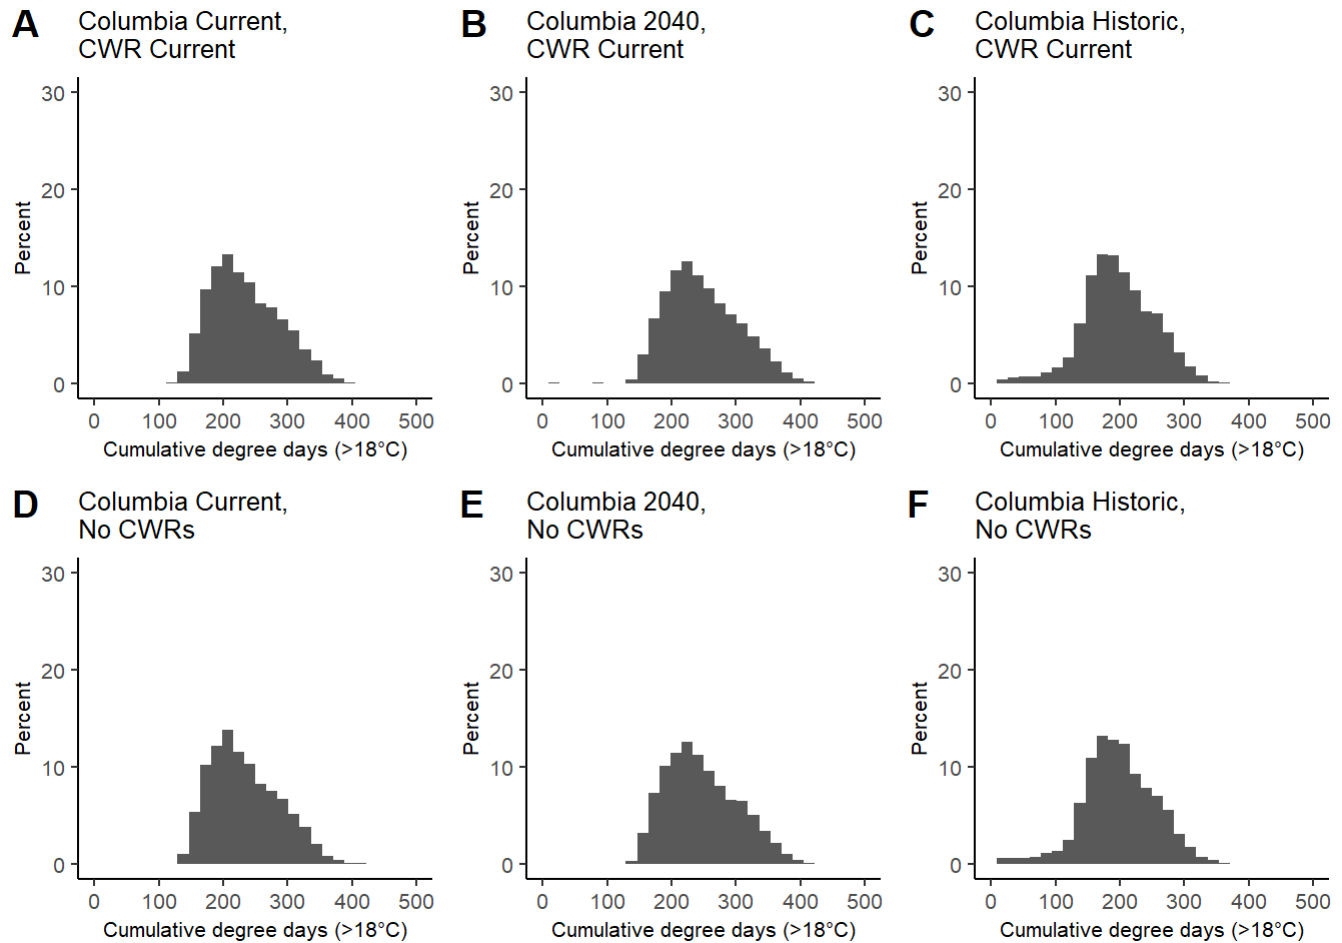 A
Columbia Current,
CWR Current
30
20
10
0
Percent
0 100 200 300 400 500
Cumulative degree days (>18°C)
B
Columbia 2040,
CWR Current
30
20
10
0
Percent
0 100 200 300 400 500
Cumulative degree days (>18°C)
C
Columbia Historic,
CWR Current
30
20
10
0
Percent
0 100 200 300 400 500
Cumulative degree days (>18°C)
D
Columbia Current,
No CWRs
30
20
10
0
Percent
0 100 200 300 400 500
Cumulative degree days (>18°C)
E
Columbia 2040,
No CWRs
30
20
10
0
Percent
0 100 200 300 400 500
Cumulative degree days (>18°C)
F
Columbia Historic,
No CWRs
30
20
10
0
Percent
0 100 200 300 400 500
Cumulative degree days (>18°C)